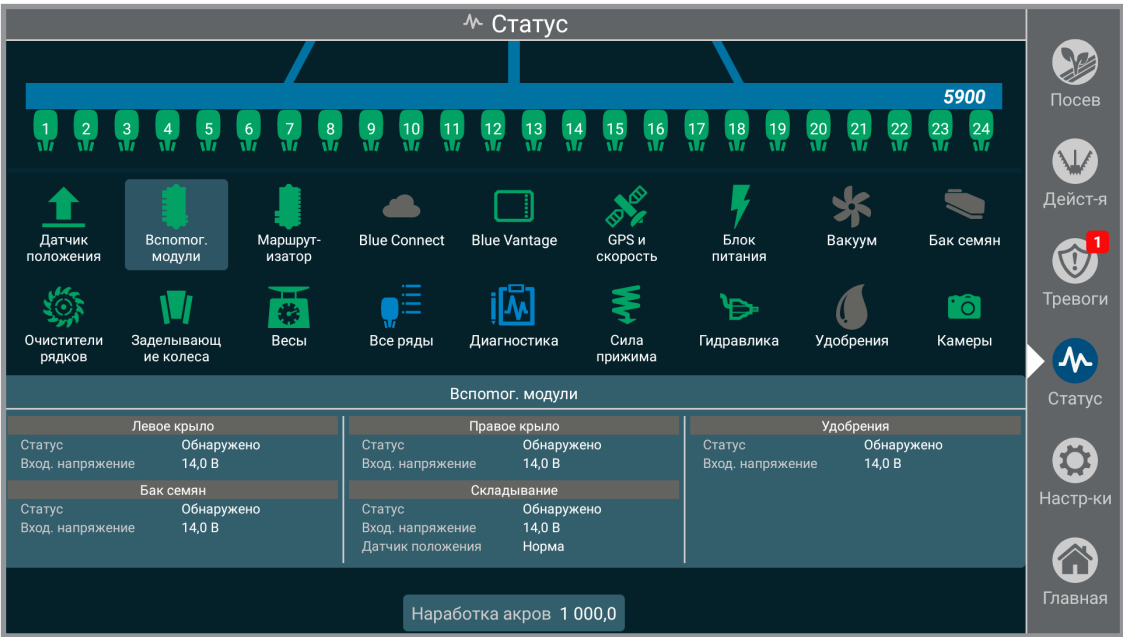 Статус
5900
1 2 3 4 5 6 7 8 9 10 11 12 13 14 15 16 17 18 19 20 21 22 23 24
Датчик
положения
Вспомог.
модули
Маршрут-
изатор
Blue Connect
Blue Vantage
GPS и
скорость
Блок
питания
Вакуум
Бак семян
Очистители
рядков
Заделывающ
ие колеса
Весы
Все ряды
Диагностика
Сила
прижима
Гидравлика
Удобрения
Камеры
Вспомог. модули
Левое крыло
Статус Обнаружено
Вход. напряжение 14,0 В
Бак семян
Статус Обнаружено
Вход. напряжение 14,0 В
Правое крыло
Статус Обнаружено
Вход. напряжение 14,0 В
Складывание
Статус Обнаружено
Вход. напряжение 14,0 В
Датчик положения Норма
Удобрения
Статус Обнаружено
Вход. напряжение 14,0 В
Наработка акров 1 000,0
Посев
Дейст-я
1
Тревоги
Статус
Настр-ки
Главная